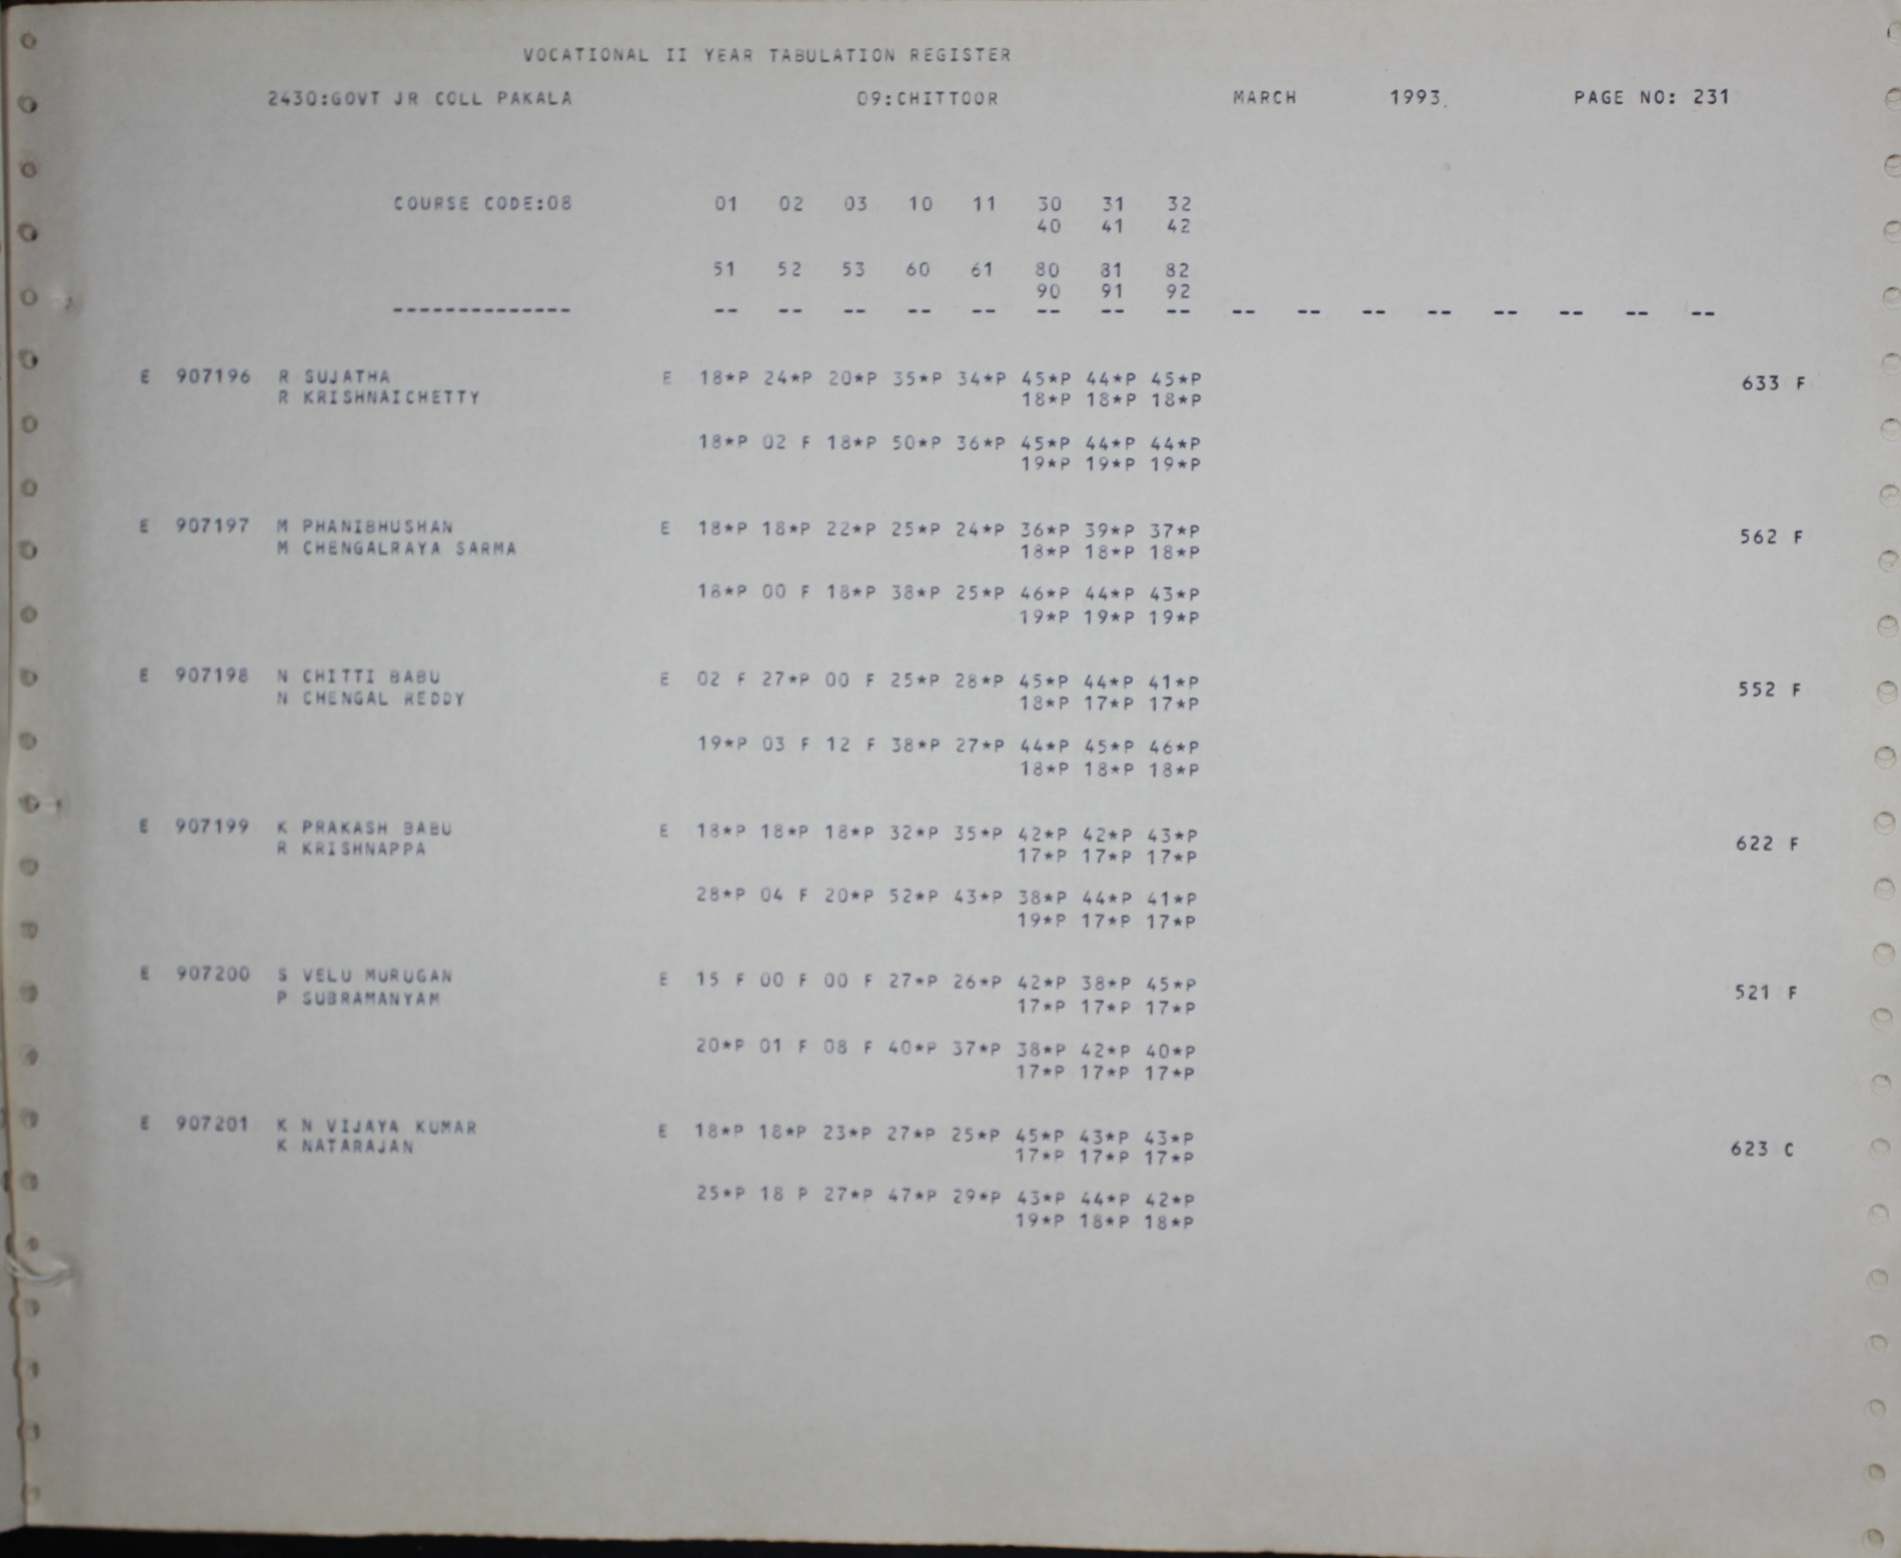 VOCATIONAL II YEAR TABULATION REGISTER
2430:GOVT JR COLL PAKALA 09:CHITTOOR MARCH 1993 PAGE NO: 231
COURSE CODE:08 01 02 03 10 11 30 31 32
40 41 42
51 52 53 60 61 80 81 82
90 91 92
-------------- -- -- -- -- -- -- -- -- -- -- -- -- -- -- -- --
E 907196 R SUJATHA E 18*P 24*P 20*P 35*P 34*P 45*P 44*P 45*P 633 F
R KRISHNAICHETTY 18*P 18*P 18*P
18*P 02 F 18*P 50*P 36*P 45*P 44*P 44*P
19*P 19*P 19*P
E 907197 M PHANIBHUSHAN E 18*P 18*P 22*P 25*P 24*P 36*P 39*P 37*P 562 F
M CHENGALRAYA SARMA 18*P 18*P 18*P
18*P 00 F 18*P 38*P 25*P 46*P 44*P 43*P
19*P 19*P 19*P
E 907198 N CHITTI BABU E 02 F 27*P 00 F 25*P 28*P 45*P 44*P 41*P 552 F
N CHENGAL REDDY 18*P 17*P 17*P
19*P 03 F 12 F 38*P 27*P 44*P 45*P 46*P
18*P 18*P 18*P
E 907199 K PRAKASH BABU E 18*P 18*P 18*P 32*P 35*P 42*P 42*P 43*P 622 F
R KRISHNAPPA 17*P 17*P 17*P
28*P 04 F 20*P 52*P 43*P 38*P 44*P 41*P
19*P 17*P 17*P
E 907200 S VELU MURUGAN E 15 F 00 F 00 F 27*P 26*P 42*P 38*P 45*P 521 F
P SUBRAMANYAM 17*P 17*P 17*P
20*P 01 F 08 F 40*P 37*P 38*P 42*P 40*P
17*P 17*P 17*P
E 907201 K N VIJAYA KUMAR E 18*P 18*P 23*P 27*P 25*P 45*P 43*P 43*P 623 C
K NATARAJAN 17*P 17*P 17*P
25*P 18 P 27*P 47*P 29*P 43*P 44*P 42*P
19*P 18*P 18*P